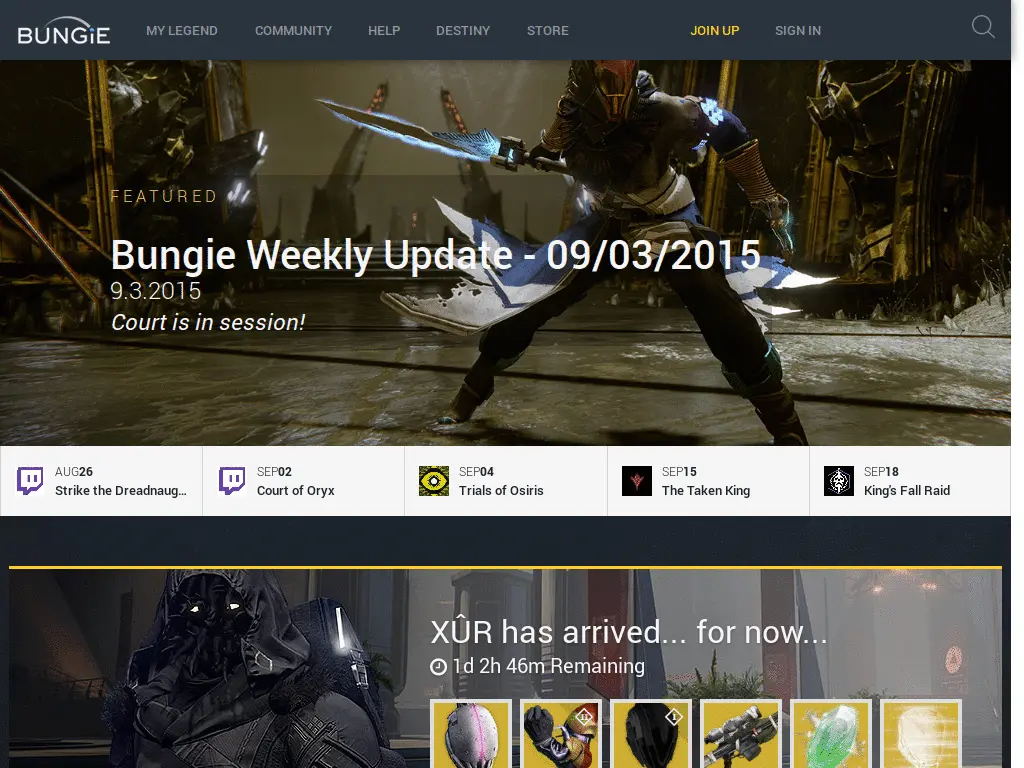 BUNGiE
MY LEGEND
COMMUNITY
HELP
DESTINY
STORE
JOIN UP
SIGN IN
FEATURED
Bungie Weekly Update - 09/03/2015
9.3.2015
Court is in session!
AUG26
Strike the Dreadnaug...
SEP02
Court of Oryx
SEP04
Trials of Osiris
SEP15
The Taken King
SEP18
King's Fall Raid
XÛR has arrived... for now...
1d 2h 46m Remaining